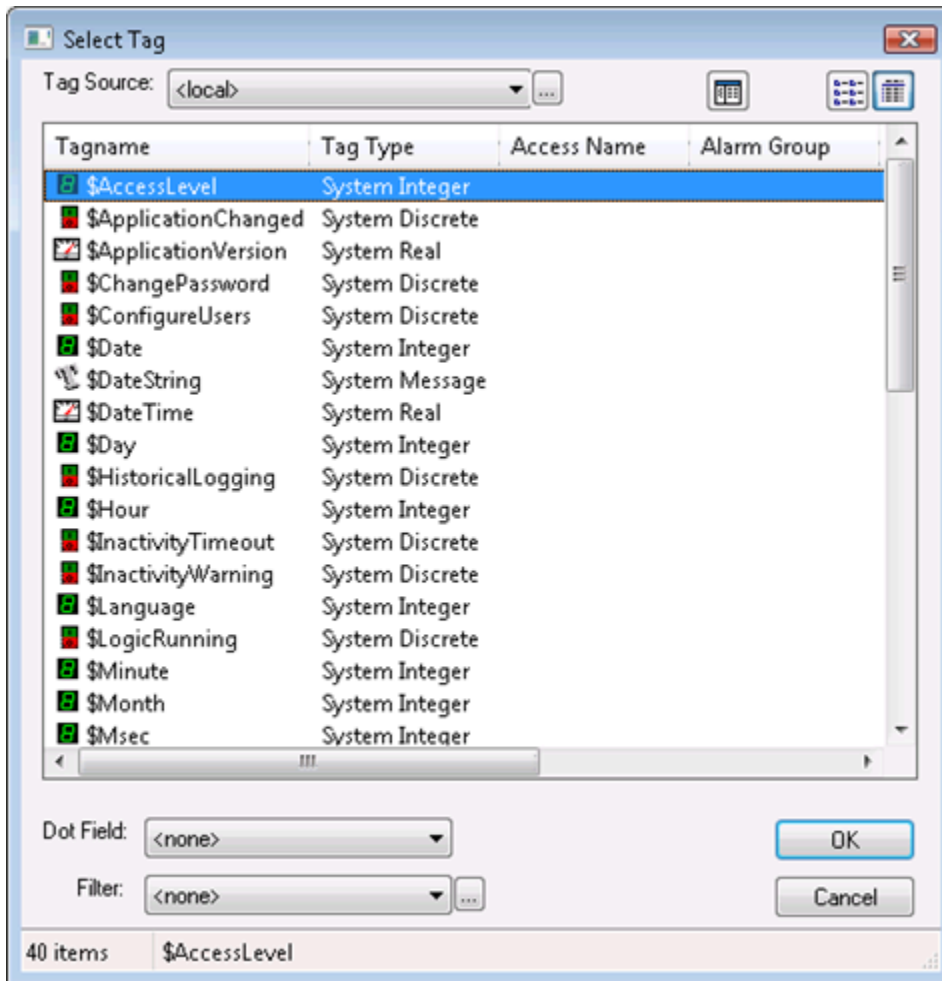 Select Tag
Tag Source: <local> ...
Tagname Tag Type Access Name Alarm Group
$AccessLevel System Integer
$ApplicationChanged System Discrete
$ApplicationVersion System Real
$ChangePassword System Discrete
$ConfigureUsers System Discrete
$Date System Integer
$DateString System Message
$DateTime System Real
$Day System Integer
$HistoricalLogging System Discrete
$Hour System Integer
$InactivityTimeout System Discrete
$InactivityWarning System Discrete
$Language System Integer
$LogicRunning System Discrete
$Minute System Integer
$Month System Integer
$Msec System Integer
Dot Field: <none> OK
Filter: <none> ... Cancel
40 items $AccessLevel